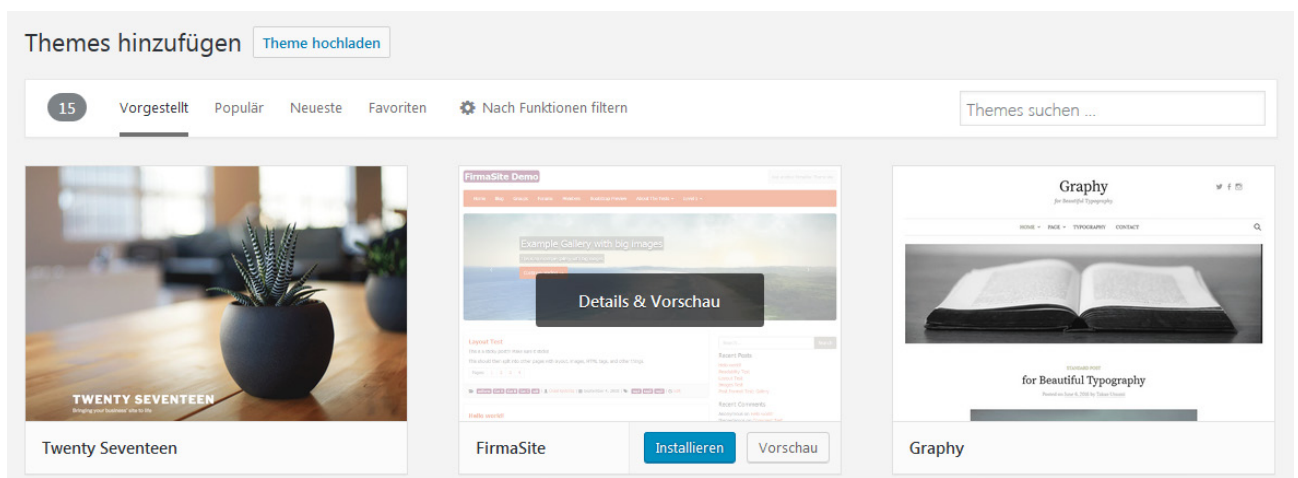 Themes hinzufügen Theme hochladen
15 Vorgestellt Populär Neueste Favoriten Nach Funktionen filtern Themes suchen ...
TWENTY SEVENTEEN
Bringing your business' site to life
Twenty Seventeen
FirmaSite Demo
Example Gallery with big images
Details & Vorschau
Layout Test
Recent Posts
Recent Comments
Hello world!
FirmaSite Installieren Vorschau
Graphy
for Beautiful Typography
HOME PAGE TYPOGRAPHY CONTACT
STANDARD POST
for Beautiful Typography
Graphy